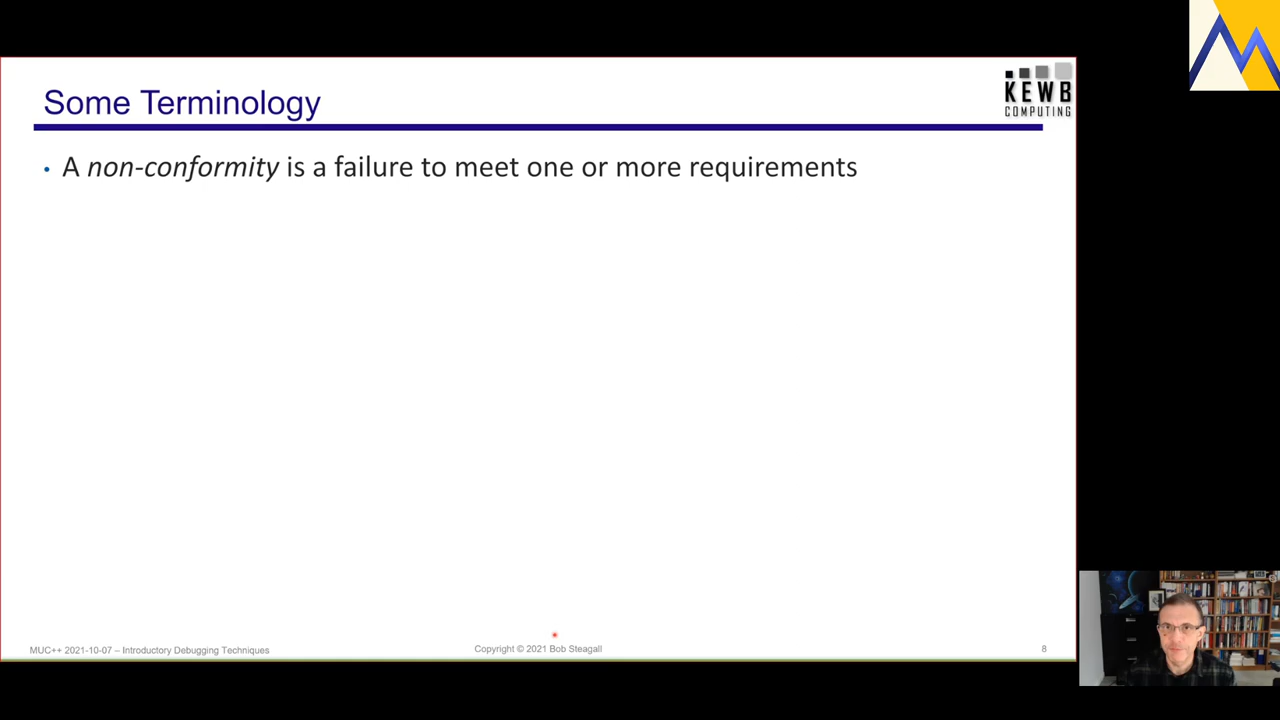 Some Terminology
KEWB
COMPUTING
• A non-conformity is a failure to meet one or more requirements
MUC++ 2021-10-07 – Introductory Debugging Techniques
Copyright © 2021 Bob Steagall
8